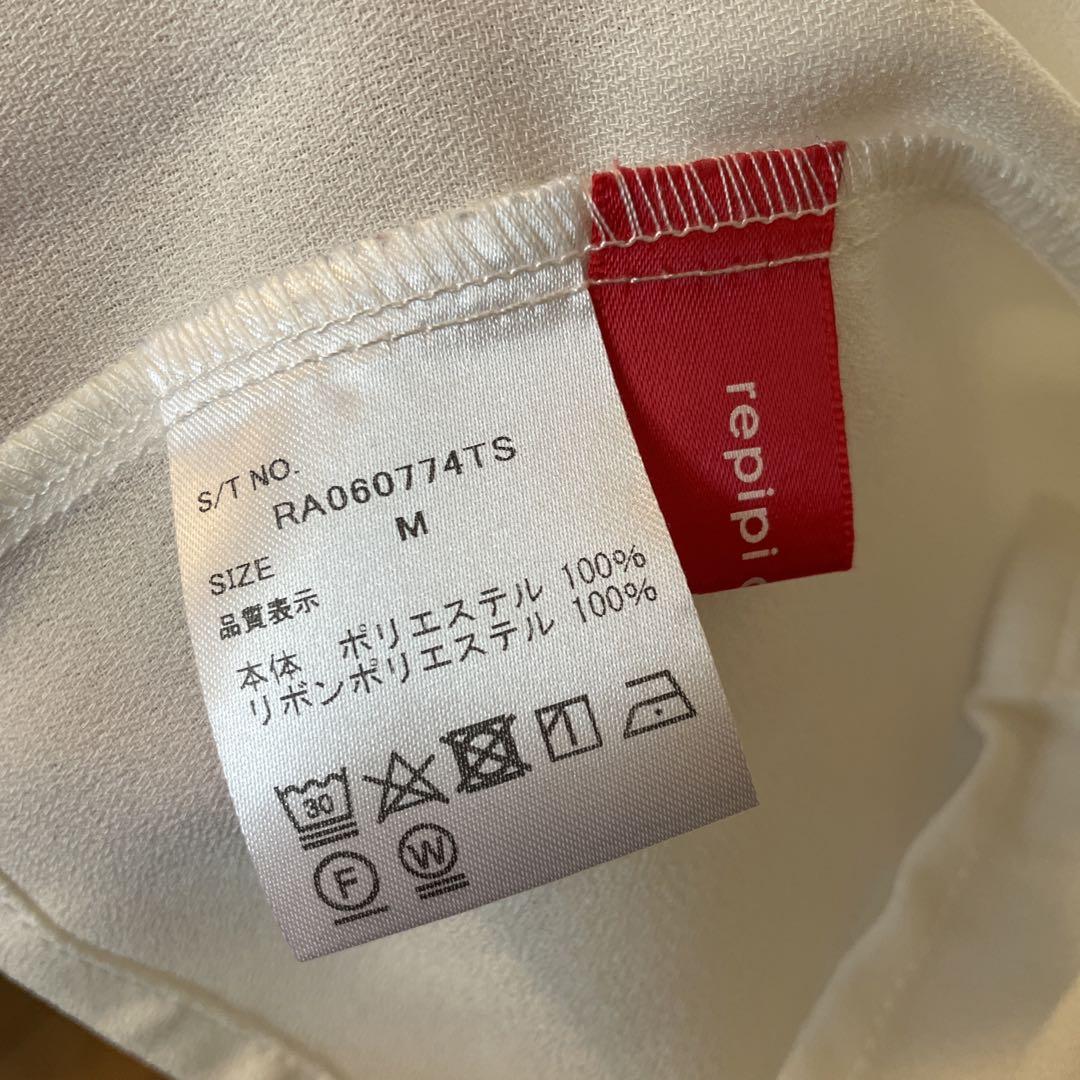 S/T NO.
RA060774TS
M
SIZE
品質表示
本体 ポリエステル 100%
リボンポリエステル 100%
30
F
W
repipi